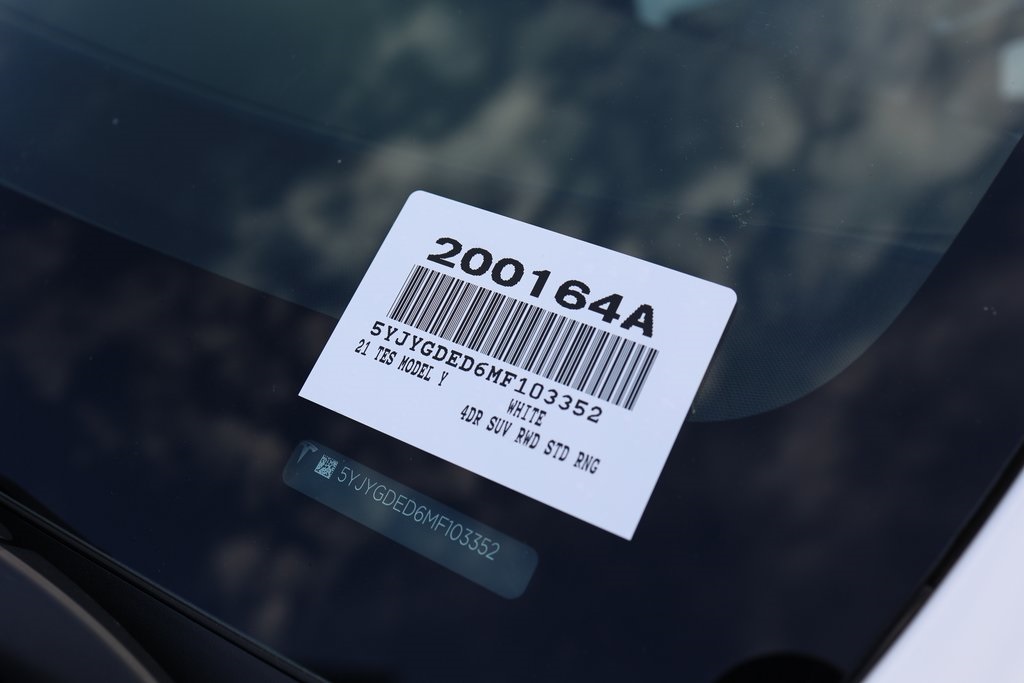 200164A
5YJYGDED6MF103352
21 TES MODEL Y
WHITE
4DR SUV RWD STD RNG
5YJYGDED6MF103352